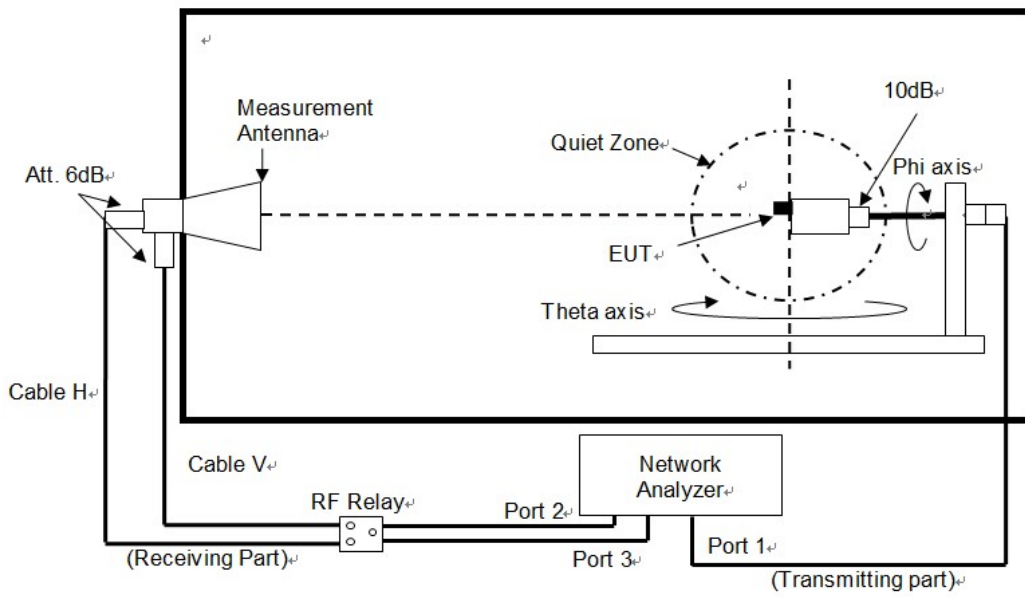 Measurement
Antenna
Att. 6dB
Quiet Zone
10dB
Phi axis
EUT
Theta axis
Cable H
Cable V
Network
Analyzer
RF Relay
Port 2
Port 3
Port 1
(Receiving Part)
(Transmitting part)